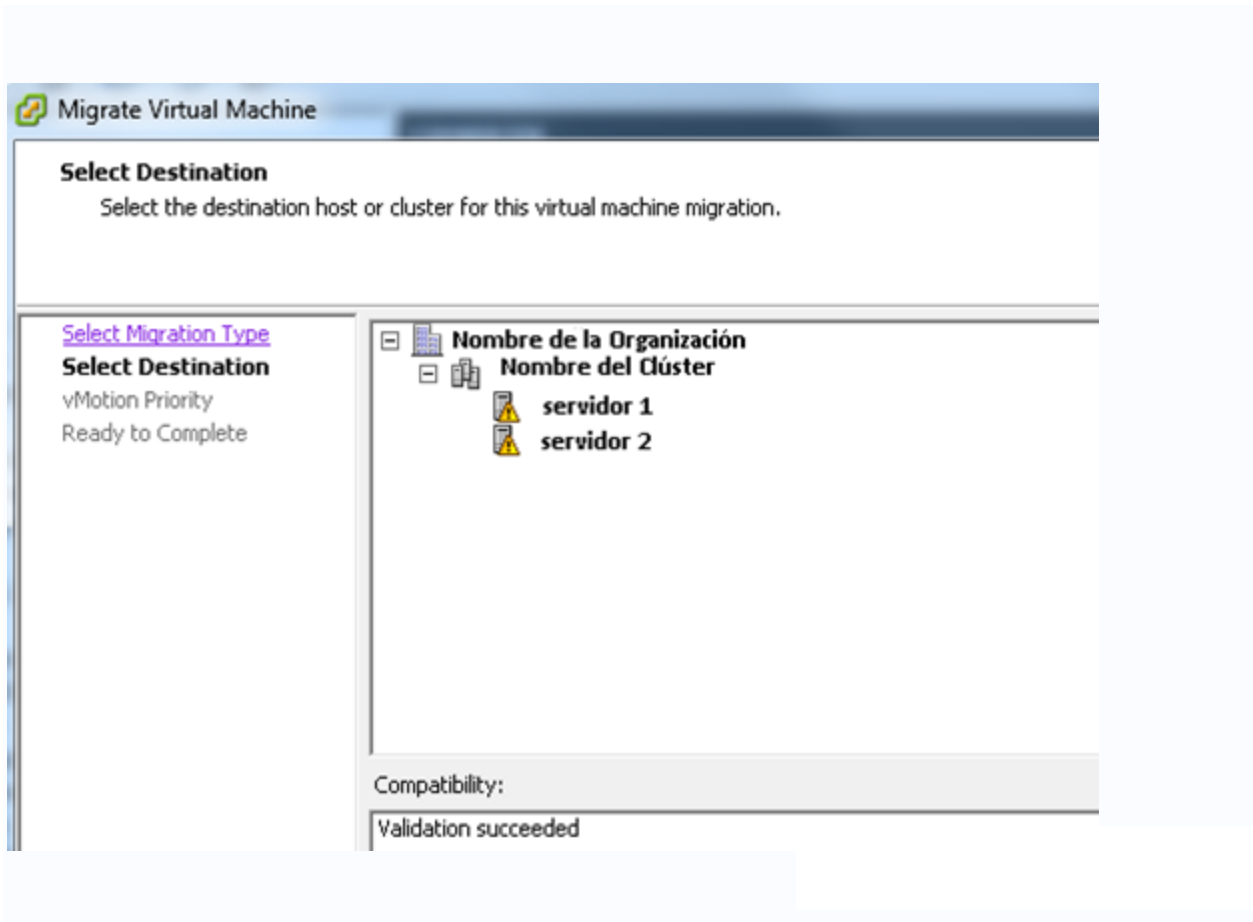 Migrate Virtual Machine
Select Destination
Select the destination host or cluster for this virtual machine migration.
Select Migration Type
Select Destination
vMotion Priority
Ready to Complete
Nombre de la Organización
Nombre del Clúster
servidor 1
servidor 2
Compatibility:
Validation succeeded